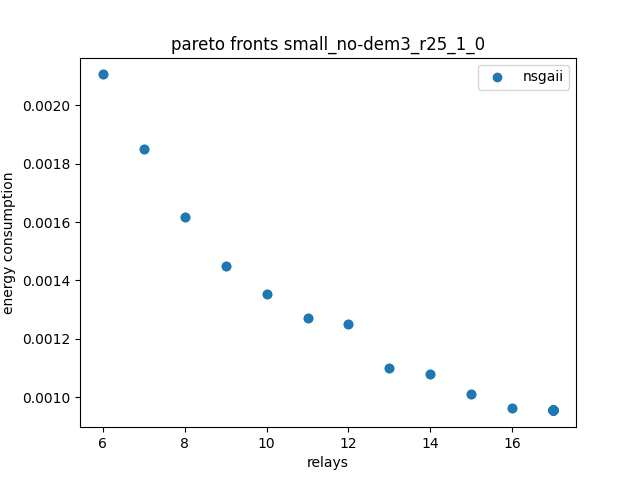 pareto fronts small_no-dem3_r25_1_0
nsgaii
energy consumption
0.0020
0.0018
0.0016
0.0014
0.0012
0.0010
6 8 10 12 14 16
relays